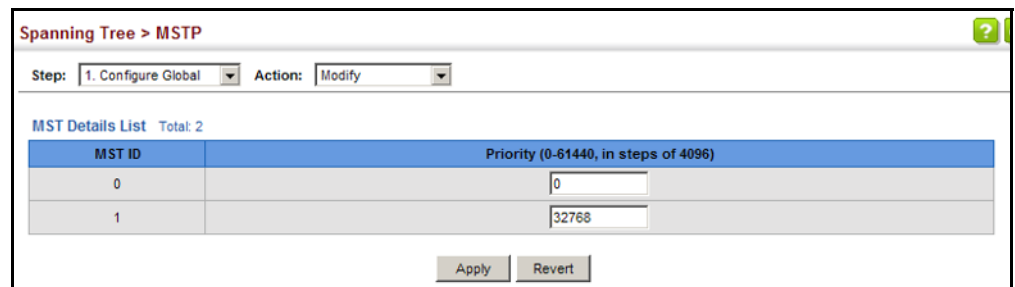 Spanning Tree > MSTP
?
Step: 1. Configure Global Action: Modify
MST Details List Total: 2
MST ID Priority (0-61440, in steps of 4096)
0 0
1 32768
Apply Revert